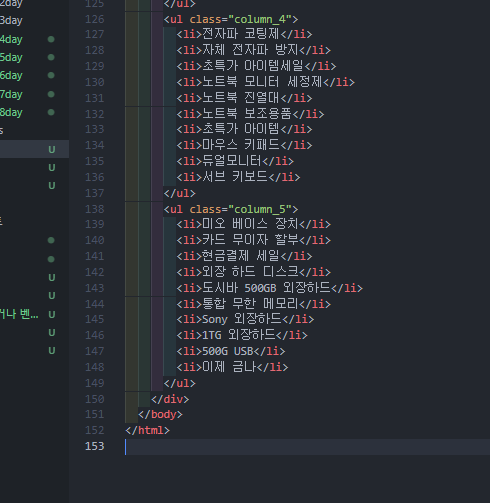 2day
3day
4day
5day
6day
7day
8day
s
U
U
U
트
U
U
거나 벤... U
U
U
125 </ul>
126 <ul class="column_4">
127 <li>전자파 코팅제</li>
128 <li>자체 전자파 방지</li>
129 <li>초특가 아이템세일</li>
130 <li>노트북 모니터 세정제</li>
131 <li>노트북 진열대</li>
132 <li>노트북 보조용품</li>
133 <li>초특가 아이템</li>
134 <li>마우스 키패드</li>
135 <li>듀얼모니터</li>
136 <li>서브 키보드</li>
137 </ul>
138 <ul class="column_5">
139 <li>미오 베이스 장치</li>
140 <li>카드 무이자 할부</li>
141 <li>현금결제 세일</li>
142 <li>외장 하드 디스크</li>
143 <li>도시바 500GB 외장하드</li>
144 <li>통합 무한 메모리</li>
145 <li>Sony 외장하드</li>
146 <li>1TG 외장하드</li>
147 <li>500G USB</li>
148 <li>이제 금나</li>
149 </ul>
150 </div>
151 </body>
152 </html>
153